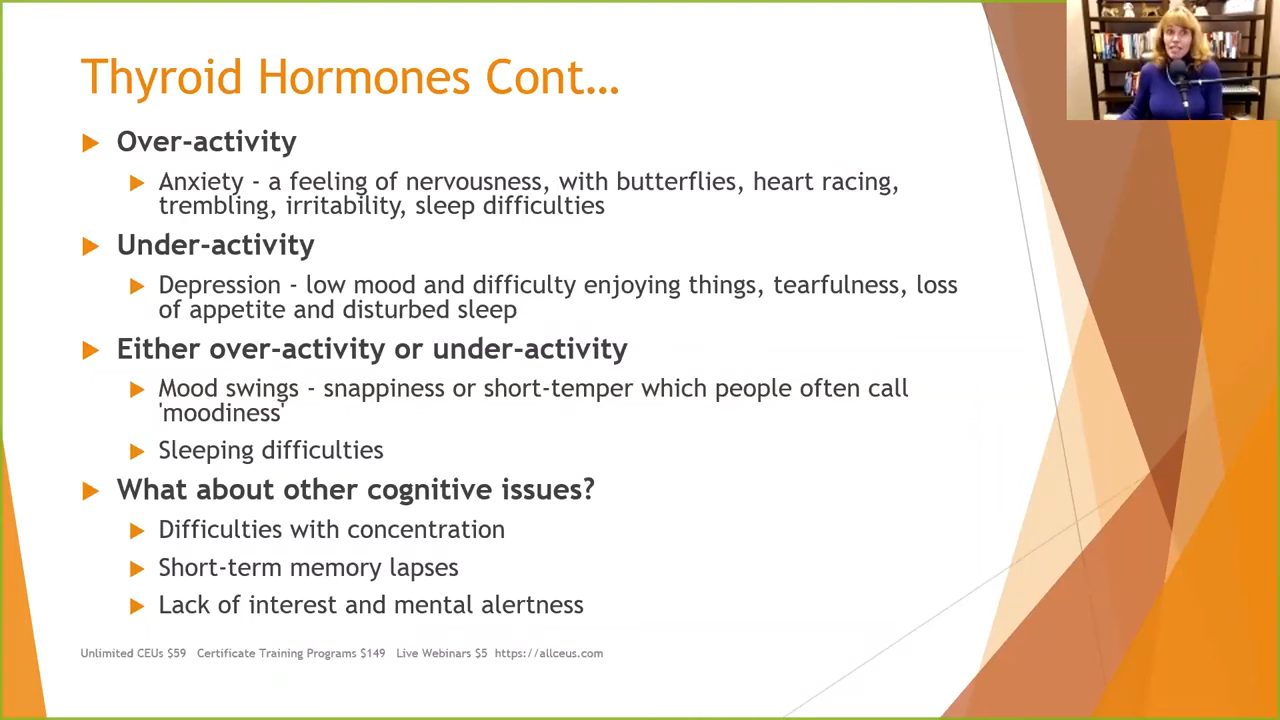 Thyroid Hormones Cont…
Over-activity
Anxiety - a feeling of nervousness, with butterflies, heart racing,
trembling, irritability, sleep difficulties
Under-activity
Depression - low mood and difficulty enjoying things, tearfulness, loss
of appetite and disturbed sleep
Either over-activity or under-activity
Mood swings - snappiness or short-temper which people often call
'moodiness'
Sleeping difficulties
What about other cognitive issues?
Difficulties with concentration
Short-term memory lapses
Lack of interest and mental alertness
Unlimited CEUs $59 Certificate Training Programs $149 Live Webinars $5 https://allceus.com